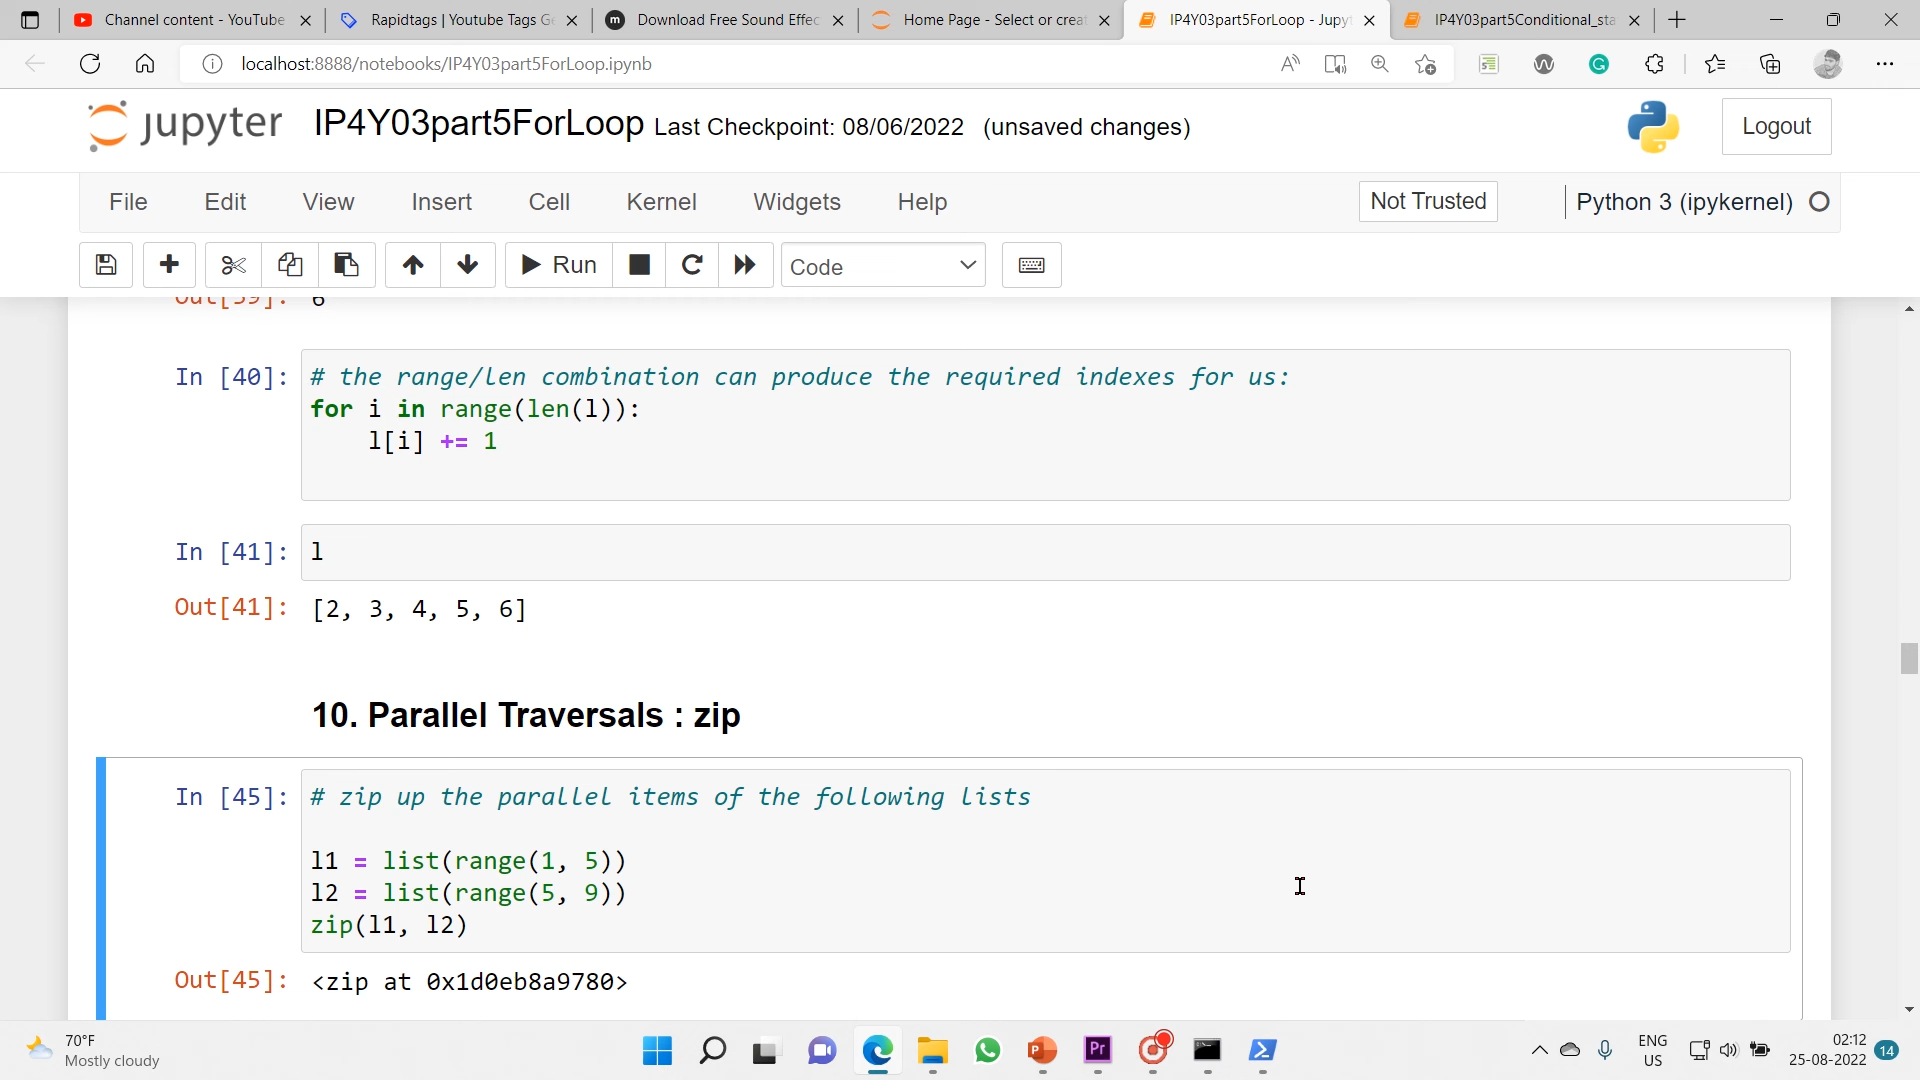 Channel content - YouTube
Rapidtags | Youtube Tags Ge
Download Free Sound Effec
Home Page - Select or creat
IP4Y03part5ForLoop - Jupyt
IP4Y03part5Conditional_sta
localhost:8888/notebooks/IP4Y03part5ForLoop.ipynb
jupyter IP4Y03part5ForLoop Last Checkpoint: 08/06/2022 (unsaved changes)
Logout
File Edit View Insert Cell Kernel Widgets Help Not Trusted Python 3 (ipykernel)
Run Code
Out[39]: 6
In [40]: # the range/len combination can produce the required indexes for us:
for i in range(len(l)):
l[i] += 1
In [41]: l
Out[41]: [2, 3, 4, 5, 6]
10. Parallel Traversals : zip
In [45]: # zip up the parallel items of the following lists
l1 = list(range(1, 5))
l2 = list(range(5, 9))
zip(l1, l2)
Out[45]: <zip at 0x1d0eb8a9780>
70°F
Mostly cloudy
Pr
ENG
US
02:12
25-08-2022
14